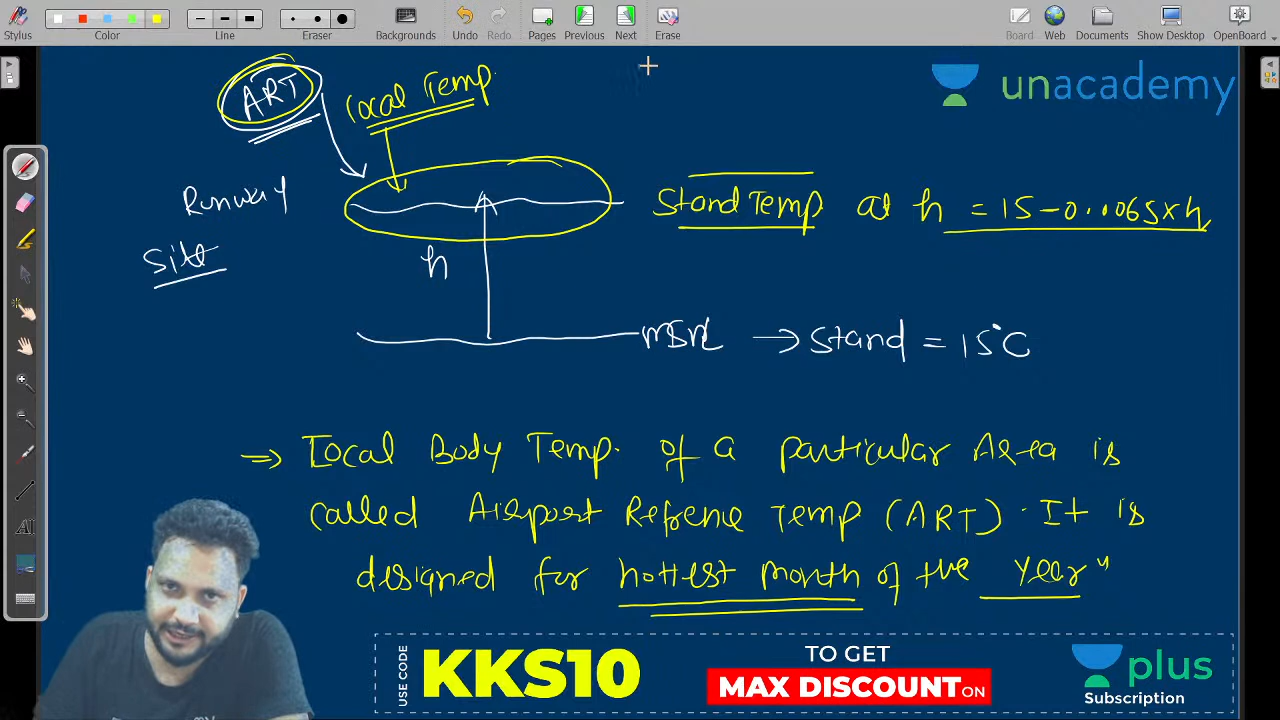 Stylus Color Line Eraser Backgrounds Undo Redo Pages Previous Next Erase Board Web Documents Show Desktop OpenBoard
ART
local Temp.
unacademy
Runway
Stand Temp at h = 15-0.0065xh
Site
h
MSL → Stand = 15°C
⇒ Local Body Temp. of a particular Area is
called Airport Refrence Temp (ART). It is
designed for hottest month of the year"
USE CODE
KKS10
TO GET
MAX DISCOUNT ON
plus
Subscription